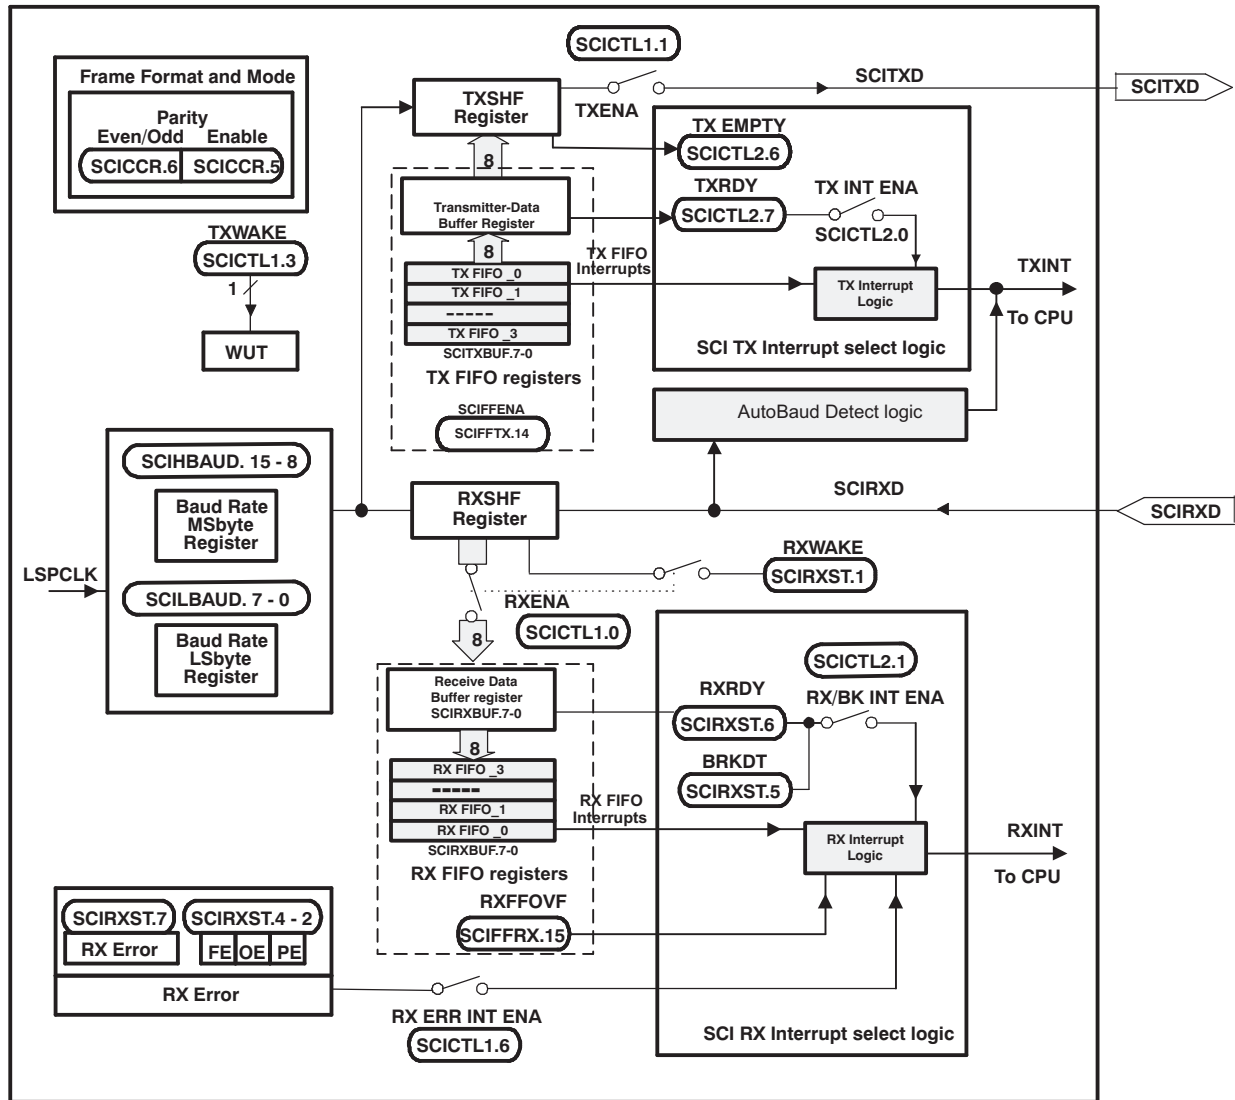 SCICTL1.1
Frame Format and Mode
Parity
Even/Odd Enable
SCICCR.6 SCICCR.5
TXSHF
Register
TXENA
SCITXD
SCITXD
TX EMPTY
SCICTL2.6
8
Transmitter-Data
Buffer Register
TXRDY
SCICTL2.7
TX INT ENA
SCICTL2.0
TXWAKE
SCICTL1.3
1
WUT
8
TX FIFO
Interrupts
TX FIFO _0
TX FIFO _1
-----
TX FIFO _3
SCITXBUF.7-0
TX FIFO registers
SCIFFENA
SCIFFTX.14
TX Interrupt
Logic
TXINT
To CPU
SCI TX Interrupt select logic
AutoBaud Detect logic
SCIHBAUD. 15 - 8
Baud Rate
MSbyte
Register
LSPCLK
SCILBAUD. 7 - 0
Baud Rate
LSbyte
Register
RXSHF
Register
SCIRXD
SCIRXD
RXWAKE
SCIRXST.1
RXENA
SCICTL1.0
8
Receive Data
Buffer register
SCIRXBUF.7-0
8
RX FIFO _3
-----
RX FIFO_1
RX FIFO _0
SCIRXBUF.7-0
RX FIFO registers
RX FIFO
Interrupts
SCICTL2.1
RXRDY
RX/BK INT ENA
SCIRXST.6
BRKDT
SCIRXST.5
RX Interrupt
Logic
RXINT
To CPU
RXFFOVF
SCIFFRX.15
SCIRXST.7 SCIRXST.4 - 2
RX Error FE OE PE
RX Error
RX ERR INT ENA
SCICTL1.6
SCI RX Interrupt select logic